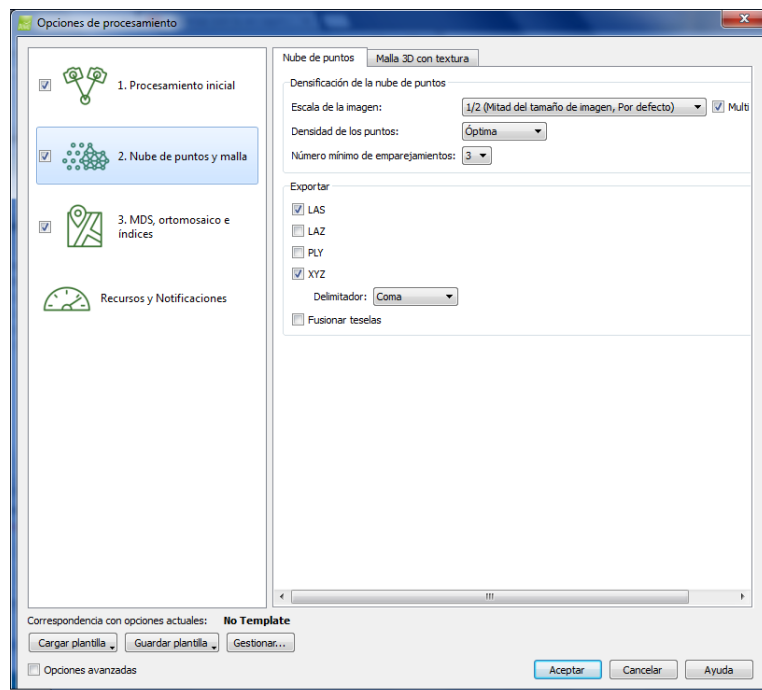 Opciones de procesamiento
1. Procesamiento inicial
2. Nube de puntos y malla
3. MDS, ortomosaico e
índices
Recursos y Notificaciones
Nube de puntos
Malla 3D con textura
Densificación de la nube de puntos
Escala de la imagen:
1/2 (Mitad del tamaño de imagen, Por defecto)
Multi
Densidad de los puntos:
Óptima
Número mínimo de emparejamientos:
3
Exportar
LAS
LAZ
PLY
XYZ
Delimitador:
Coma
Fusionar teselas
Correspondencia con opciones actuales: No Template
Cargar plantilla
Guardar plantilla
Gestionar...
Opciones avanzadas
Aceptar
Cancelar
Ayuda